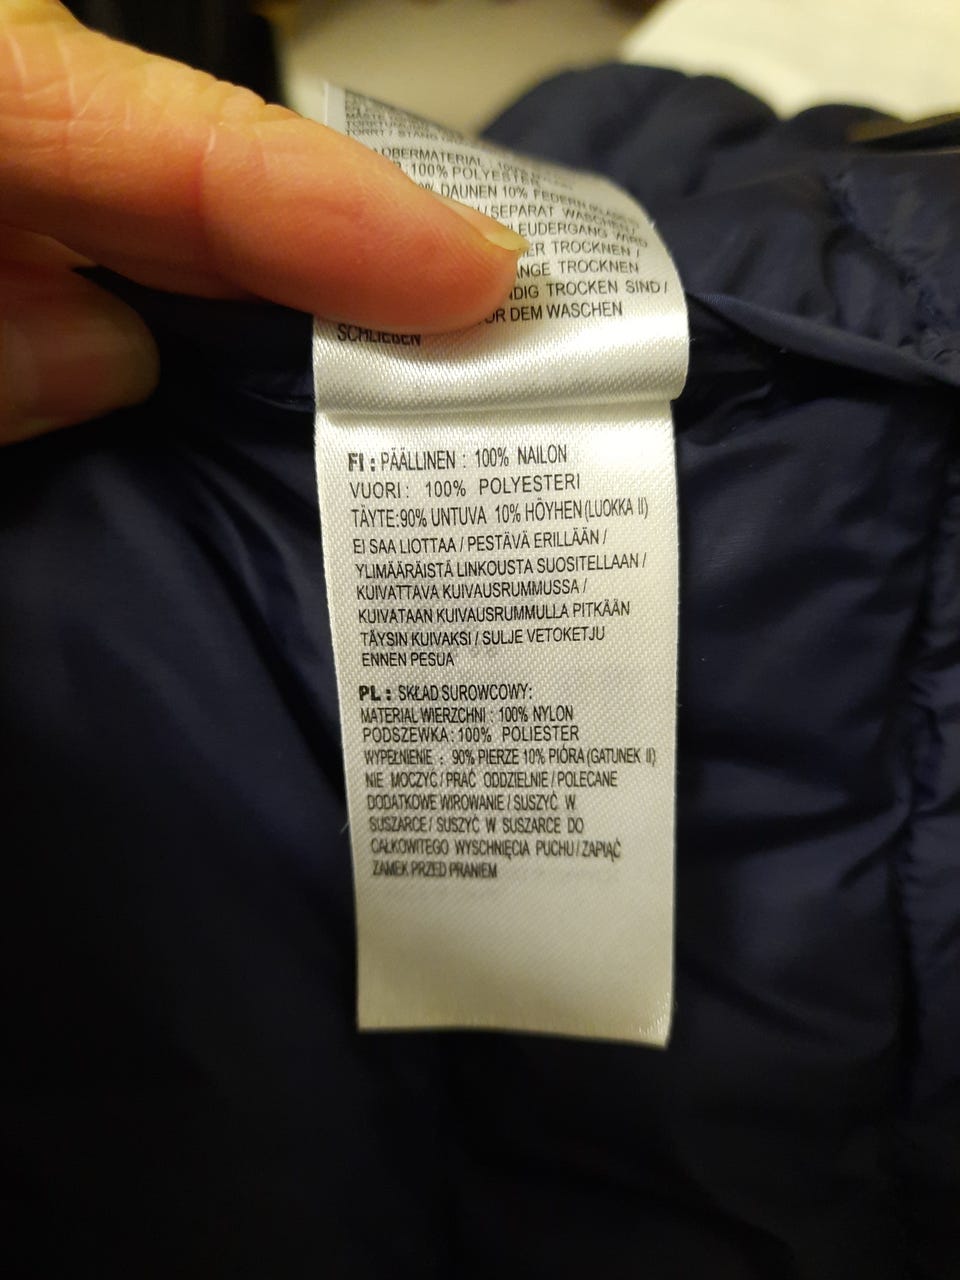 TORRT / 
OBERMATERIAL : 100%
: 100% POLYESTER
DAUNEN 10% FEDERN
/ SEPARAT WASCHEN
WIRD
TROCKNEN /
TROCKNEN
TROCKEN SIND /
DEM WASCHEN
SCHLIEßEN
FI : PÄÄLLINEN : 100% NAILON
VUORI : 100% POLYESTERI
TÄYTE:90% UNTUVA 10% HÖYHEN (LUOKKA II)
EI SAA LIOTTAA / PESTÄVÄ ERILLÄÄN /
YLIMÄÄRÄISTÄ LINKOUSTA SUOSITELLAAN /
KUIVATTAVA KUIVAUSRUMMUSSA /
KUIVATAAN KUIVAUSRUMMULLA PITKÄÄN
TÄYSIN KUIVAKSI / SULJE VETOKETJU
ENNEN PESUA
PL : SKŁAD SUROWCOWY:
MATERIAŁ WIERZCHNI : 100% NYLON
PODSZEWKA : 100% POLIESTER
WYPEŁNIENIE : 90% PIERZE 10% PIÓRA (GATUNEK II)
NIE MOCZYĆ / PRAĆ ODDZIELNIE / POLECANE
DODATKOWE WIROWANIE / SUSZYĆ W
SUSZARCE / SUSZYĆ W SUSZARCE DO
CAŁKOWITEGO WYSCHNIĘCIA PUCHU / ZAPIĄĆ
ZAMEK PRZED PRANIEM